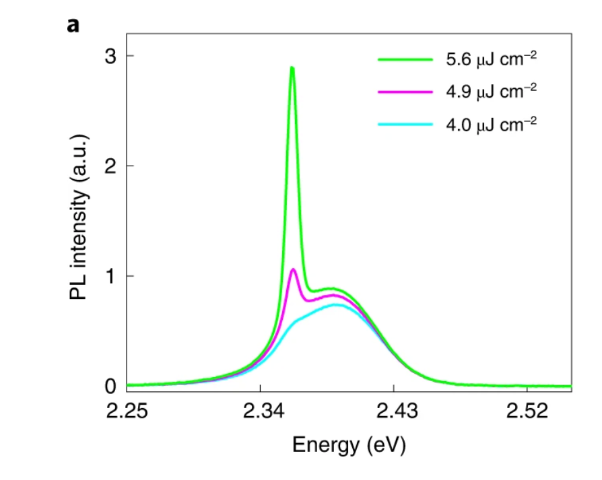 a
3
2
1
0
2.25 2.34 2.43 2.52
Energy (eV)
PL intensity (a.u.)
5.6 μJ cm⁻²
4.9 μJ cm⁻²
4.0 μJ cm⁻²